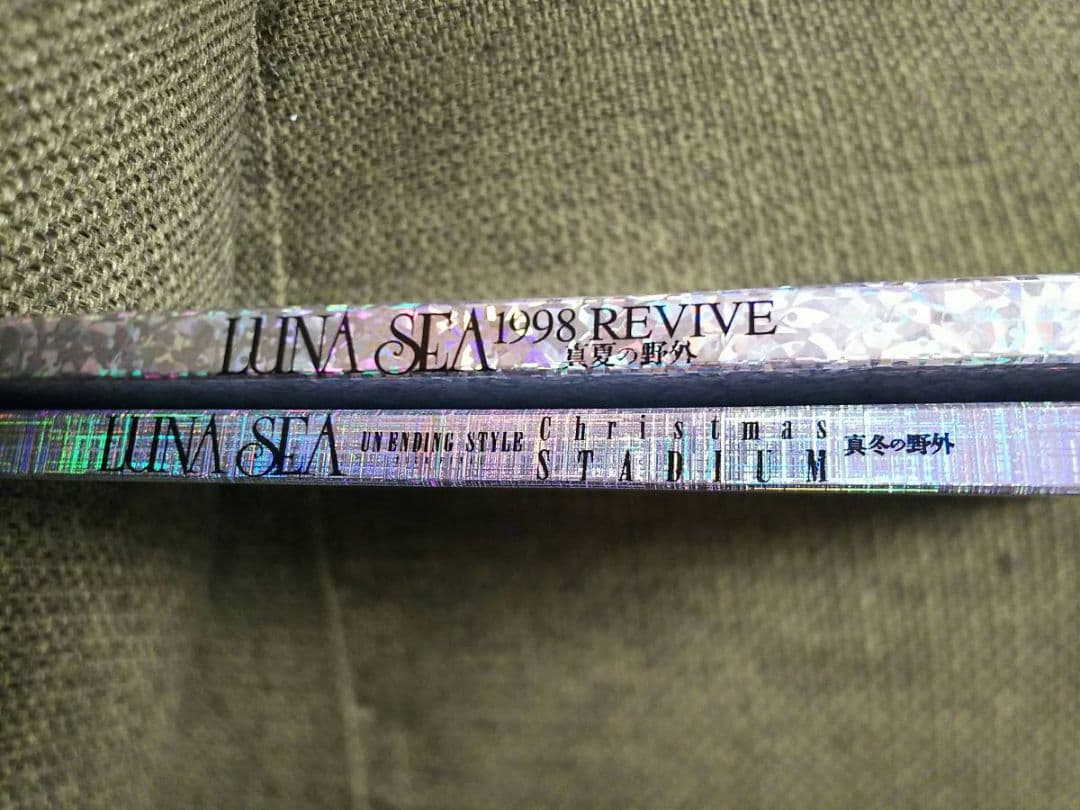 LUNA SEA 1998 REVIVE
真夏の野外
LUNA SEA UN ENDING STYLE Christmas
STADIUM 真冬の野外